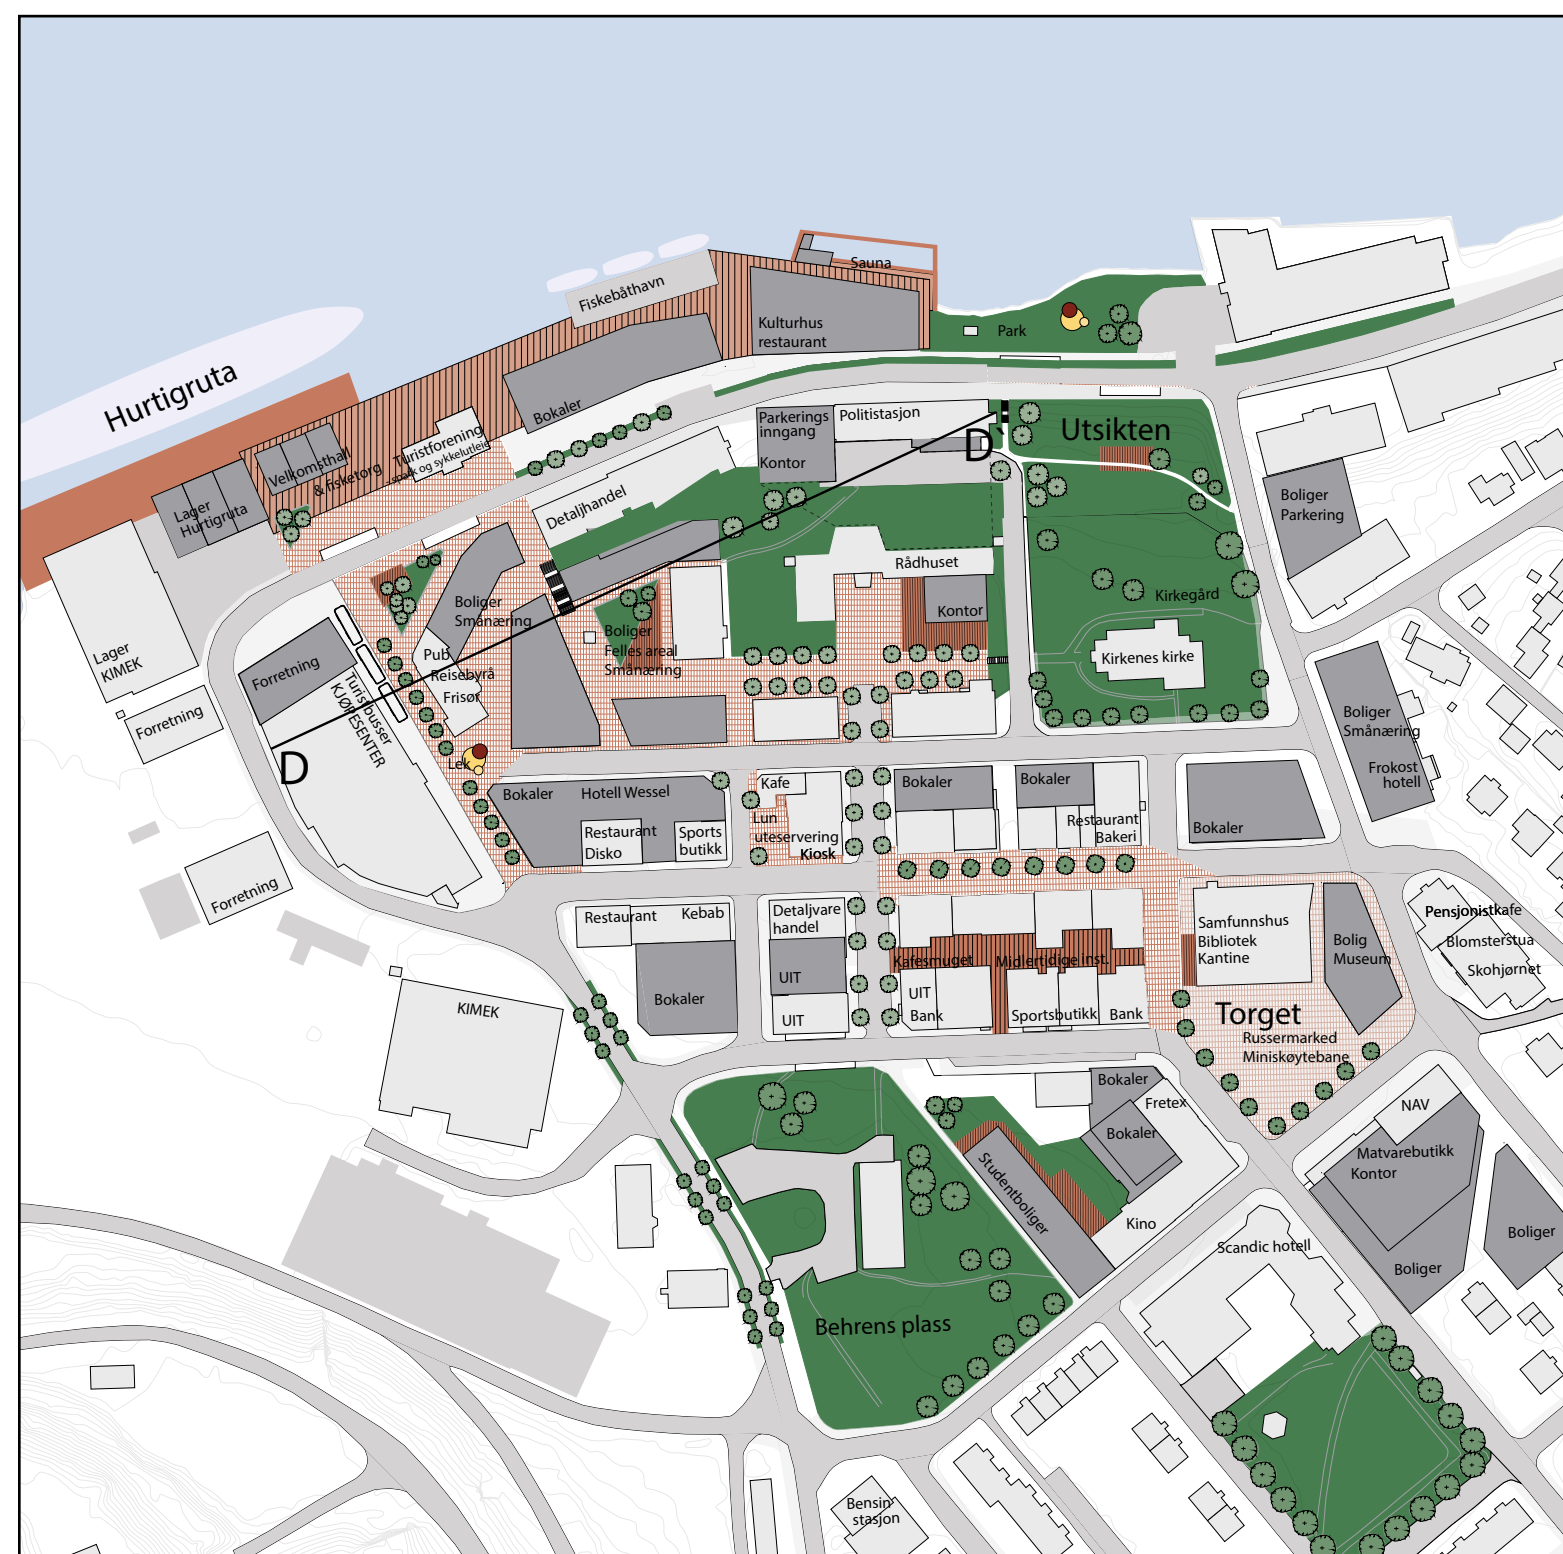 Sauna
Fiskebåthavn
Kulturhus
restaurant
Park
Hurtigruta
Bokaler
Turistforening
spark og sykkelutleie
Velkomsthall
& fisketorg
Lager
Hurtigruta
Parkerings
inngang
Kontor
Politistasjon
D`
Utsikten
Detaljhandel
Boliger
Parkering
Rådhuset
Kontor
Kirkegård
Kirkenes kirke
Lager
KIMEK
Boliger
Smånæring
Boliger
Felles areal
Smånæring
Pub
Reisebyrå
Frisør
Forretning
Turistbusser
KJØPESENTER
Forretning
D
Lek
Boliger
Smånæring
Frokost
hotell
Bokaler
Hotell Wessel
Restaurant
Disko
Sports
butikk
Kafe
Lun
uteservering
Kiosk
Bokaler
Bokaler
Restaurant
Bakeri
Bokaler
Forretning
Restaurant
Kebab
Detaljvare
handel
UIT
UIT
Bokaler
Kafesmuget
Midlertidige inst.
UIT
Bank
Sportsbutikk
Bank
Samfunnshus
Bibliotek
Kantine
Bolig
Museum
Pensjonistkafe
Blomsterstua
Skohjørnet
Torget
Russermarked
Miniskøytebane
KIMEK
Bokaler
Fretex
Bokaler
NAV
Matvarebutikk
Kontor
Studentboliger
Kino
Scandic hotell
Boliger
Boliger
Behrens plass
Bensin
stasjon